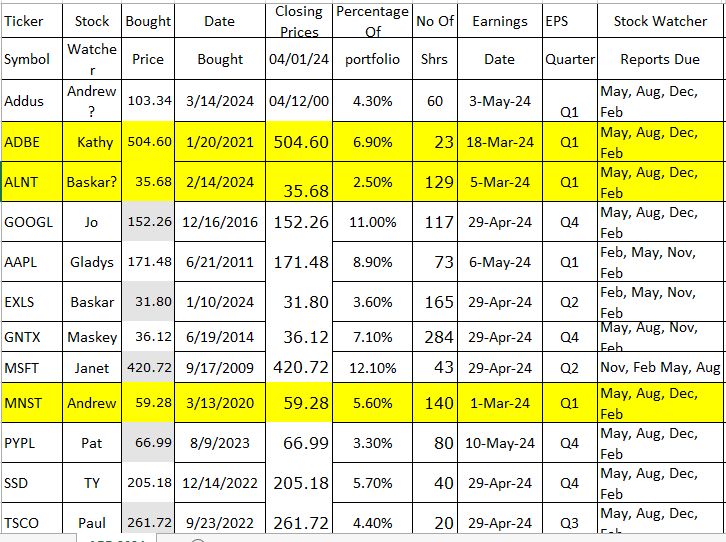 Ticker Stock Bought Date Closing Prices Percentage Of No Of Earnings EPS Stock Watcher
Symbol Watcher Price Bought 04/01/24 portfolio Shrs Date Quarter Reports Due
Addus Andrew ? 103.34 3/14/2024 04/12/00 4.30% 60 3-May-24 Q1 May, Aug, Dec, Feb
ADBE Kathy 504.60 1/20/2021 504.60 6.90% 23 18-Mar-24 Q1 May, Aug, Dec, Feb
ALNT Baskar? 35.68 2/14/2024 35.68 2.50% 129 5-Mar-24 Q1 May, Aug, Dec, Feb
GOOGL Jo 152.26 12/16/2016 152.26 11.00% 117 29-Apr-24 Q4 May, Aug, Dec, Feb
AAPL Gladys 171.48 6/21/2011 171.48 8.90% 73 6-May-24 Q1 Feb, May, Nov, Feb
EXLS Baskar 31.80 1/10/2024 31.80 3.60% 165 29-Apr-24 Q2 Feb, May, Nov, Feb
GNTX Maskey 36.12 6/19/2014 36.12 7.10% 284 29-Apr-24 Q4 May, Aug, Nov, Feb
MSFT Janet 420.72 9/17/2009 420.72 12.10% 43 29-Apr-24 Q2 Nov, Feb May, Aug
MNST Andrew 59.28 3/13/2020 59.28 5.60% 140 1-Mar-24 Q1 May, Aug, Dec, Feb
PYPL Pat 66.99 8/9/2023 66.99 3.30% 80 10-May-24 Q4 May, Aug, Dec, Feb
SSD TY 205.18 12/14/2022 205.18 5.70% 40 29-Apr-24 Q4 May, Aug, Dec, Feb
TSCO Paul 261.72 9/23/2022 261.72 4.40% 20 29-Apr-24 Q3 May, Aug, Dec,